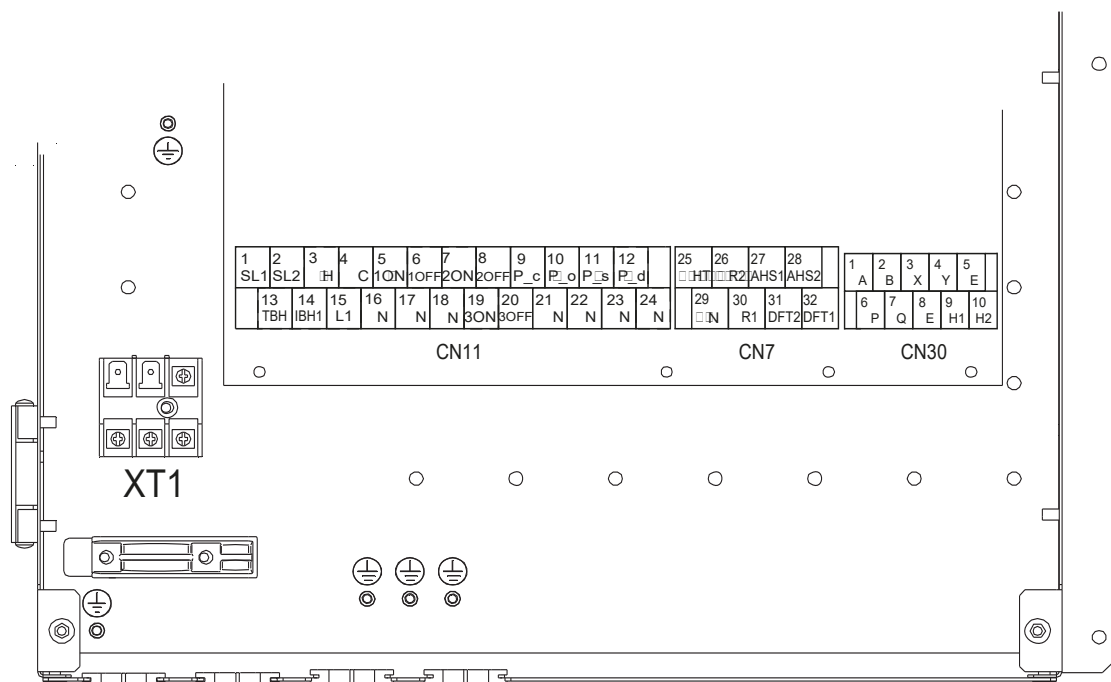 1 2 3 4 5 6 7 8 9 10 11 12
SL1 SL2 H C 1ON 1OFF 2ON 2OFF P_c P_o P_s P_d
13 14 15 16 17 18 19 20 21 22 23 24
TBH IBH1 L1 N N N 3ON 3OFF N N N N
CN11
25 26 27 28
HT R2 AHS1 AHS2
29 30 31 32
N R1 DFT2 DFT1
CN7
1 2 3 4 5
A B X Y E
6 7 8 9 10
P Q E H1 H2
CN30
XT1